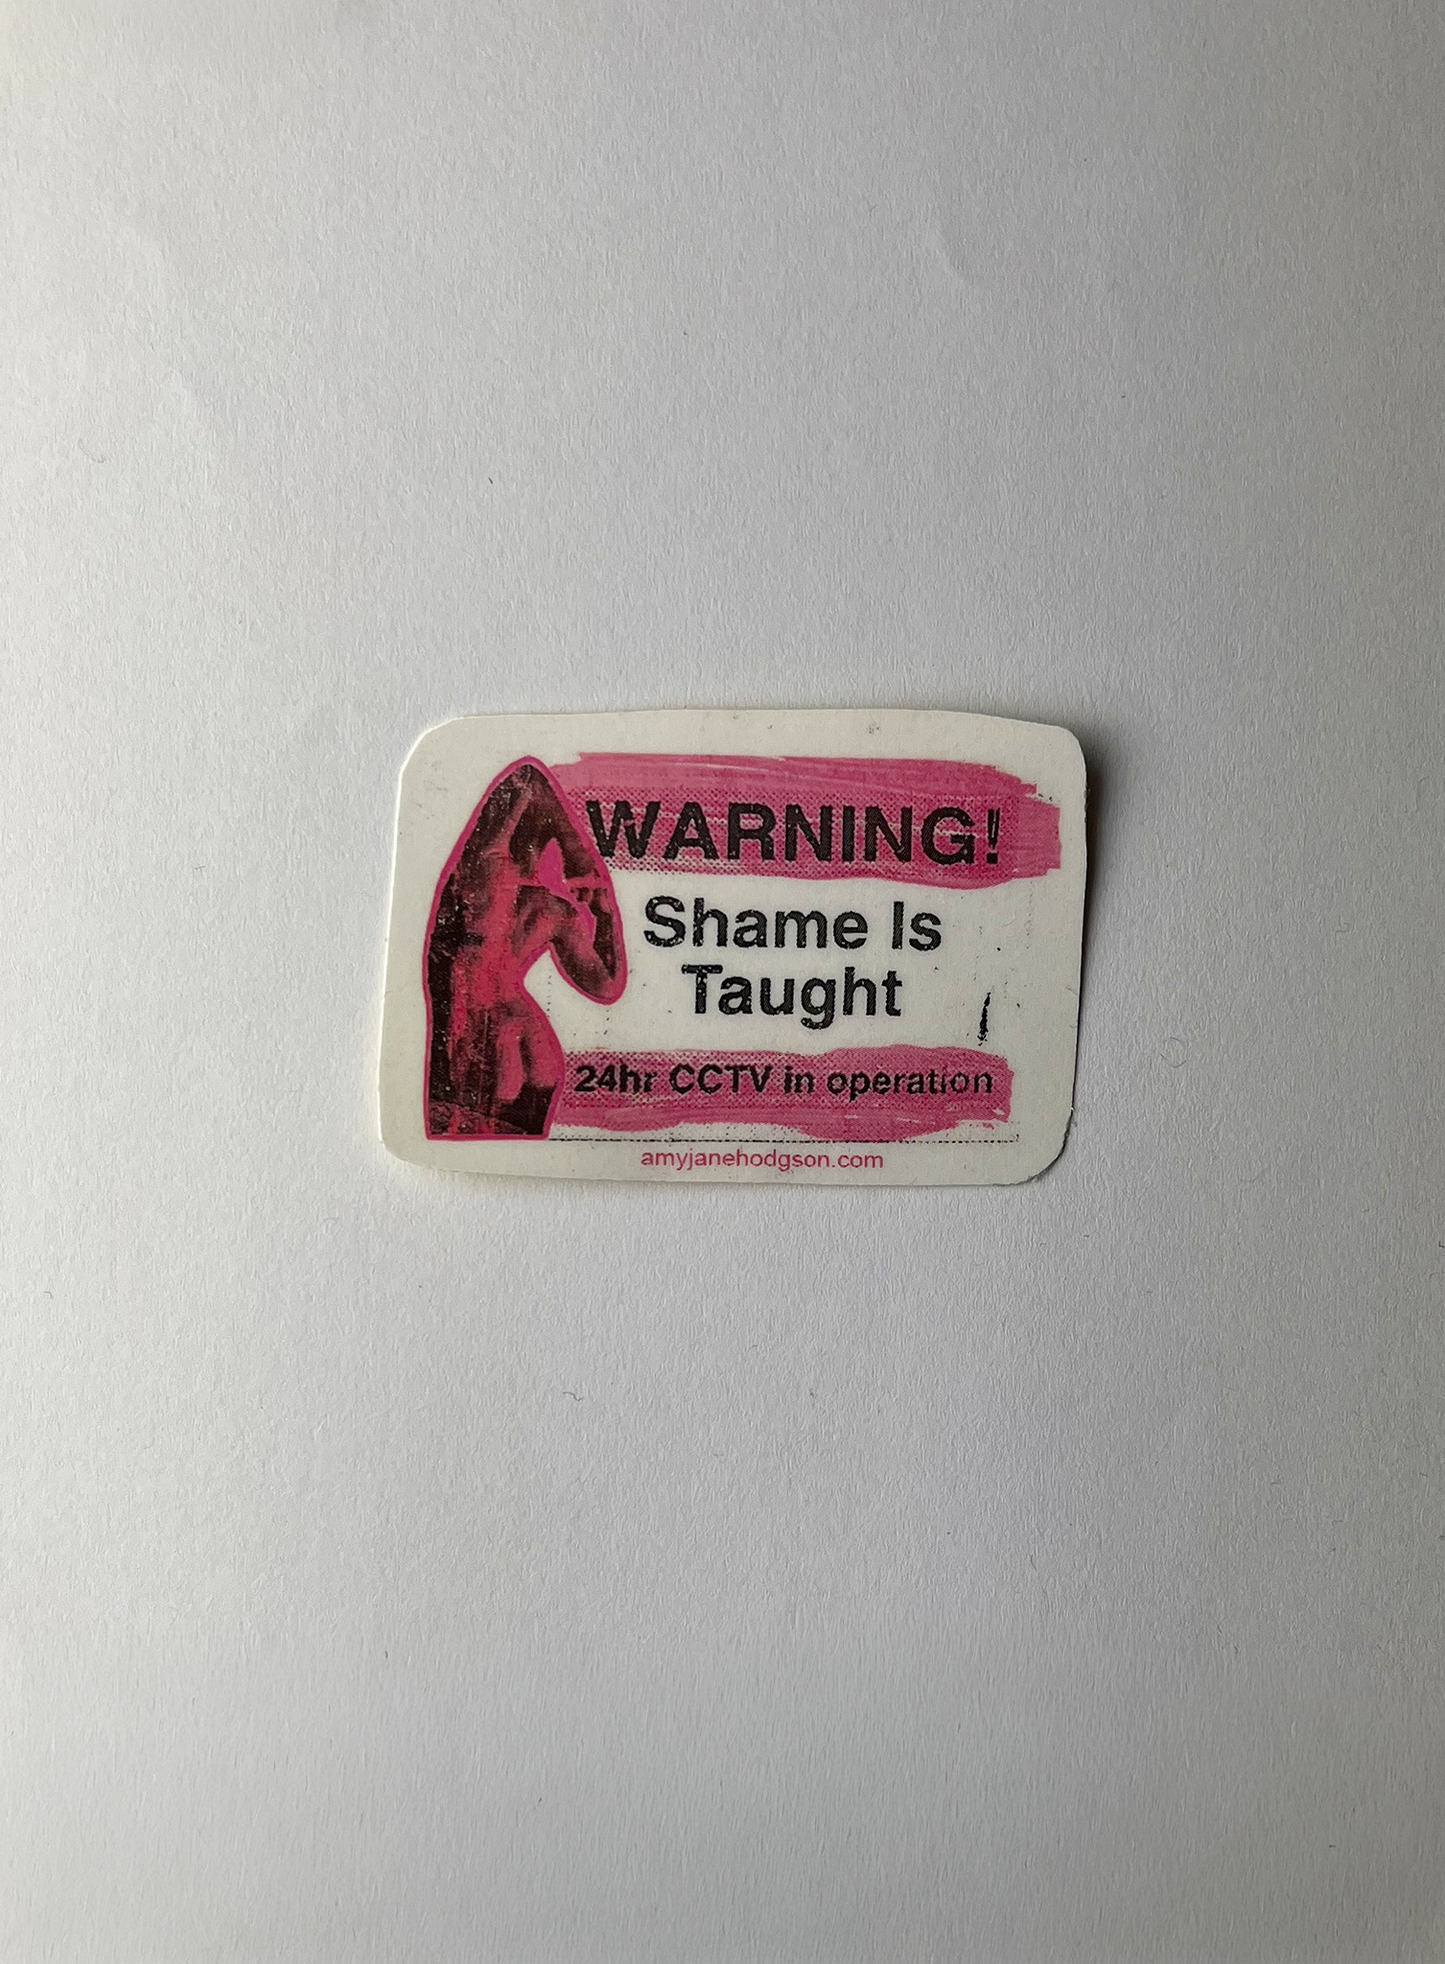 WARNING!
Shame Is
Taught
24hr CCTV in operation
amyjanehodgson.com